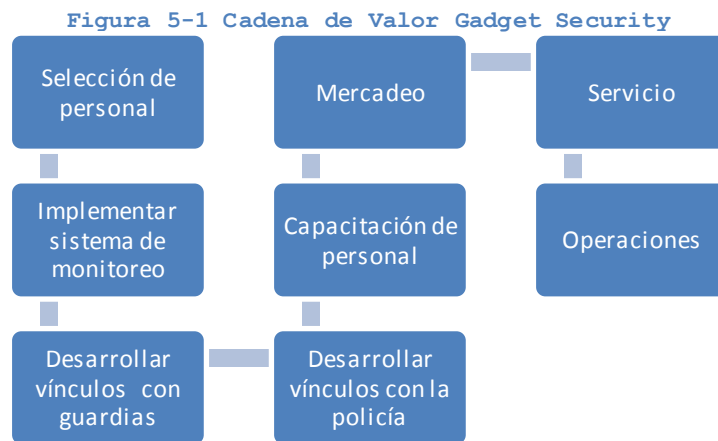 Figura 5-1 Cadena de Valor Gadget Security
Selección de
personal
Mercadeo
Servicio
Implementar
sistema de
monitoreo
Capacitación de
personal
Operaciones
Desarrollar
vínculos con
guardias
Desarrollar
vínculos con la
policía